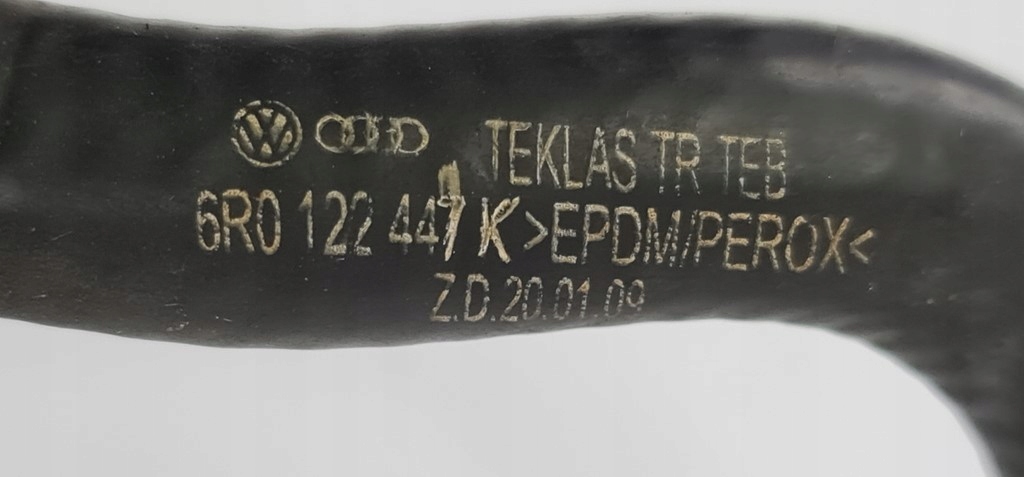 TEKLAS TR TEB
6R0 122 447 K >EPDM/PEROX<
Z.D.20.01.09